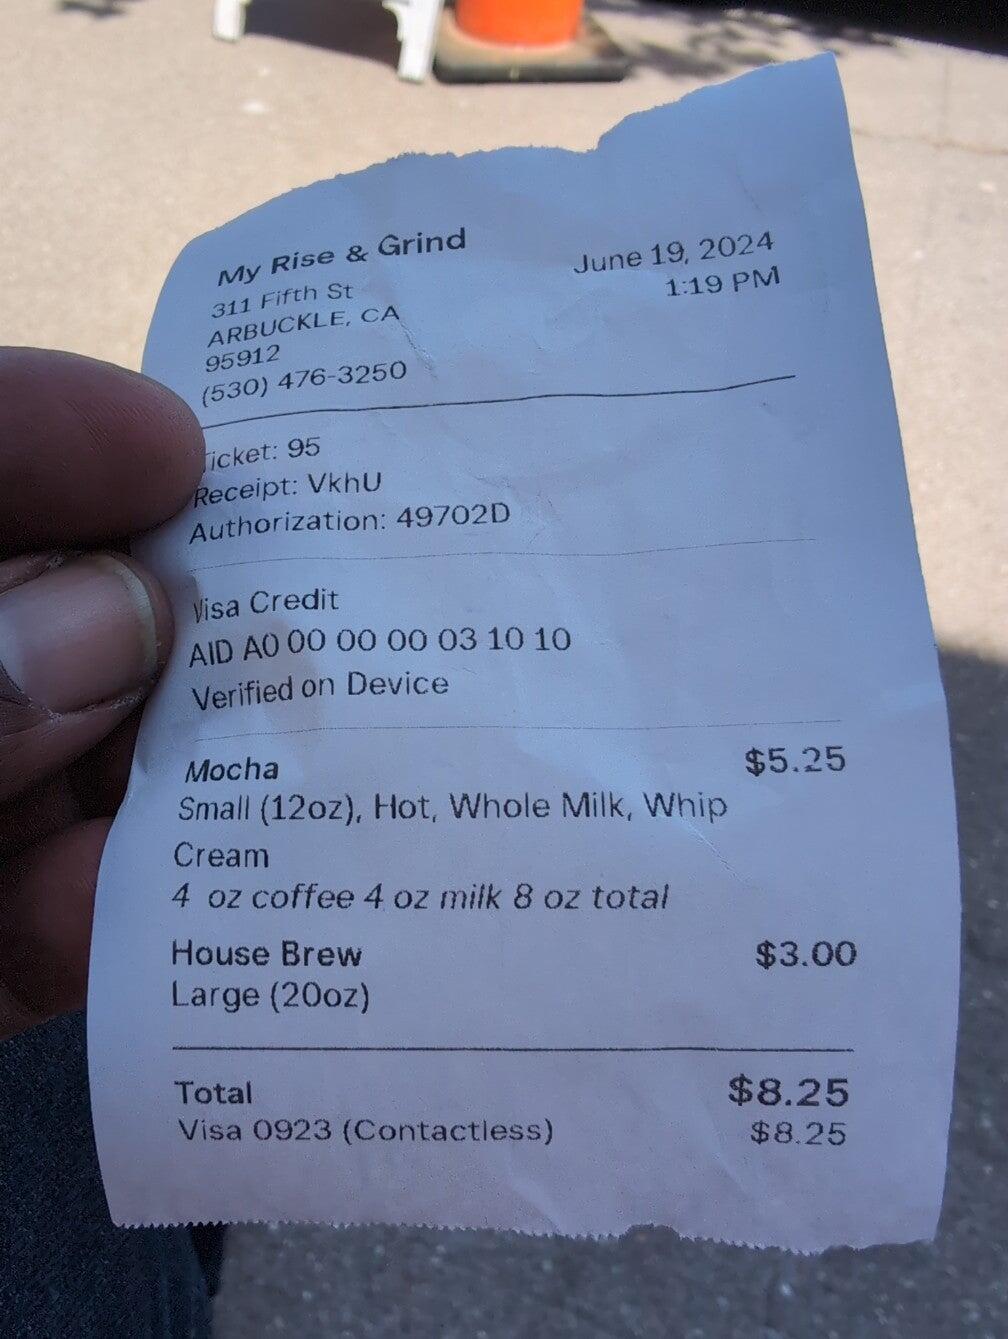 My Rise & Grind
June 19, 2024
311 Fifth St
1:19 PM
ARBUCKLE, CA
95912
(530) 476-3250
Ticket: 95
Receipt: VkhU
Authorization: 49702D
Visa Credit
AID A0 00 00 00 03 10 10
Verified on Device
Mocha $5.25
Small (12oz), Hot, Whole Milk, Whip
Cream
4 oz coffee 4 oz milk 8 oz total
House Brew $3.00
Large (20oz)
Total $8.25
Visa 0923 (Contactless) $8.25